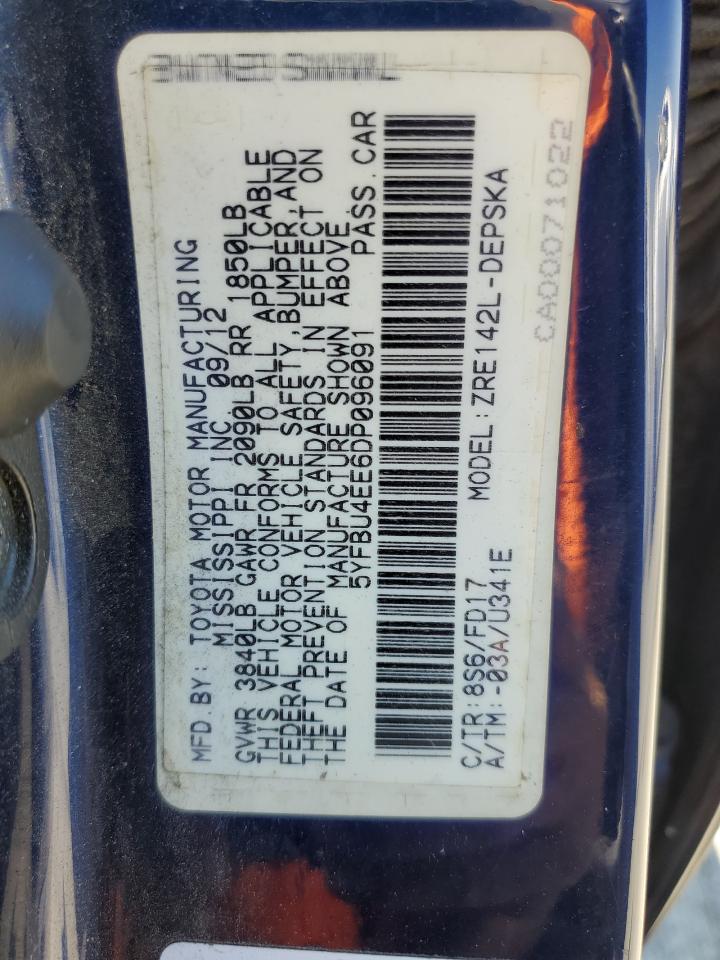 MFD.BY: TOYOTA MOTOR MANUFACTURING
MISSISSIPPI INC 09/12
GVWR 3840LB GAWR FR 2090LB RR 1850LB
THIS VEHICLE CONFORMS TO ALL APPLICABLE
FEDERAL MOTOR VEHICLE SAFETY,BUMPER,AND
THEFT PREVENTION STANDARDS IN EFFECT ON
THE DATE OF MANUFACTURE SHOWN ABOVE.
5YFBU4EE6DP096091 PASS.CAR
C/TR:8S6/FD17 MODEL:ZRE142L-DEPSKA
A/TM:-03A/U341E
CA00071022